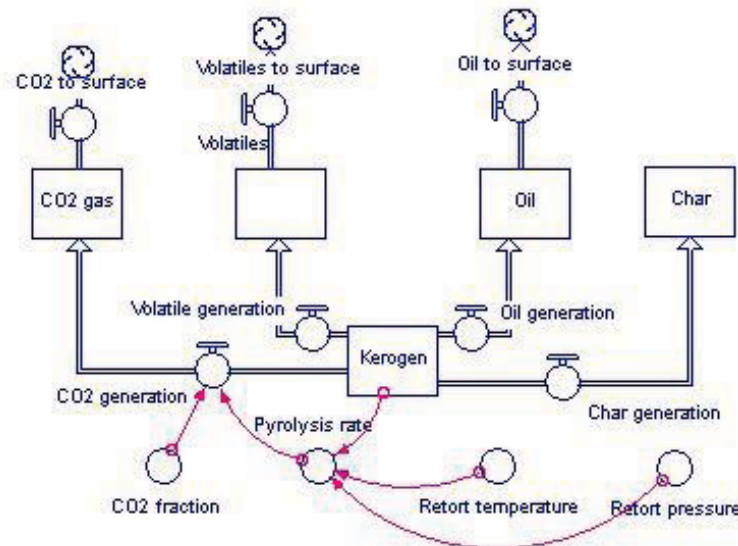 CO2 to surface
Volatiles to surface
Oil to surface
Volatiles
CO2 gas
Oil
Char
Volatile generation
Oil generation
Kerogen
CO2 generation
Char generation
Pyrolysis rate
CO2 fraction
Retort temperature
Retort pressure